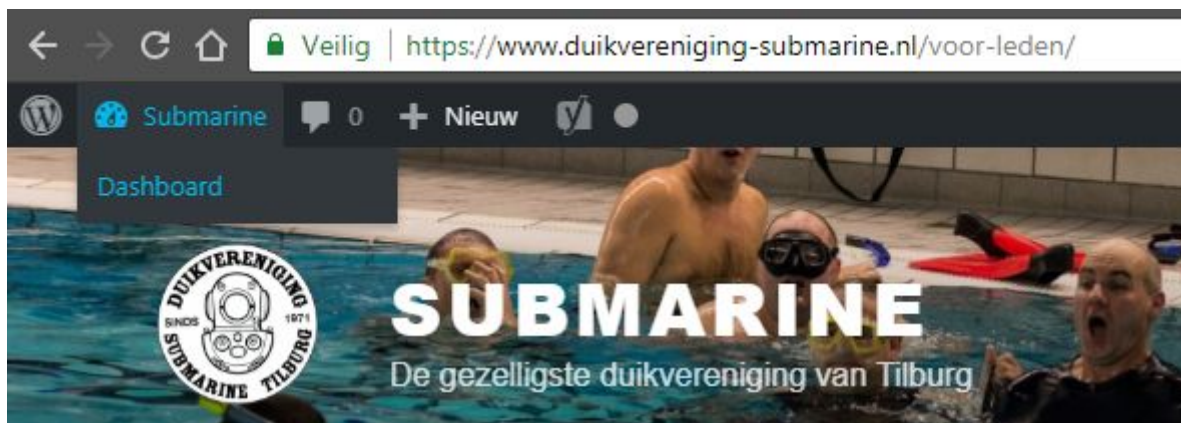 Veilig | https://www.duikvereniging-submarine.nl/voor-leden/
Submarine 0 + Nieuw
Dashboard
DUIKVERENIGING
SINDS 1971
SUBMARINE TILBURG
SUBMARINE
De gezelligste duikvereniging van Tilburg